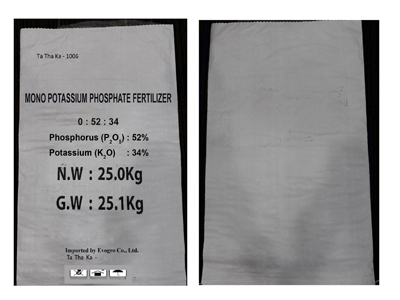 Ta Tha Ka - 1006
MONO POTASSIUM PHOSPHATE FERTILIZER
0 : 52 : 34
Phosphorus (P2O5) : 52%
Potassium (K2O) : 34%
N.W : 25.0Kg
G.W : 25.1Kg
Imported by Evogro Co., Ltd.
Ta Tha Ka -